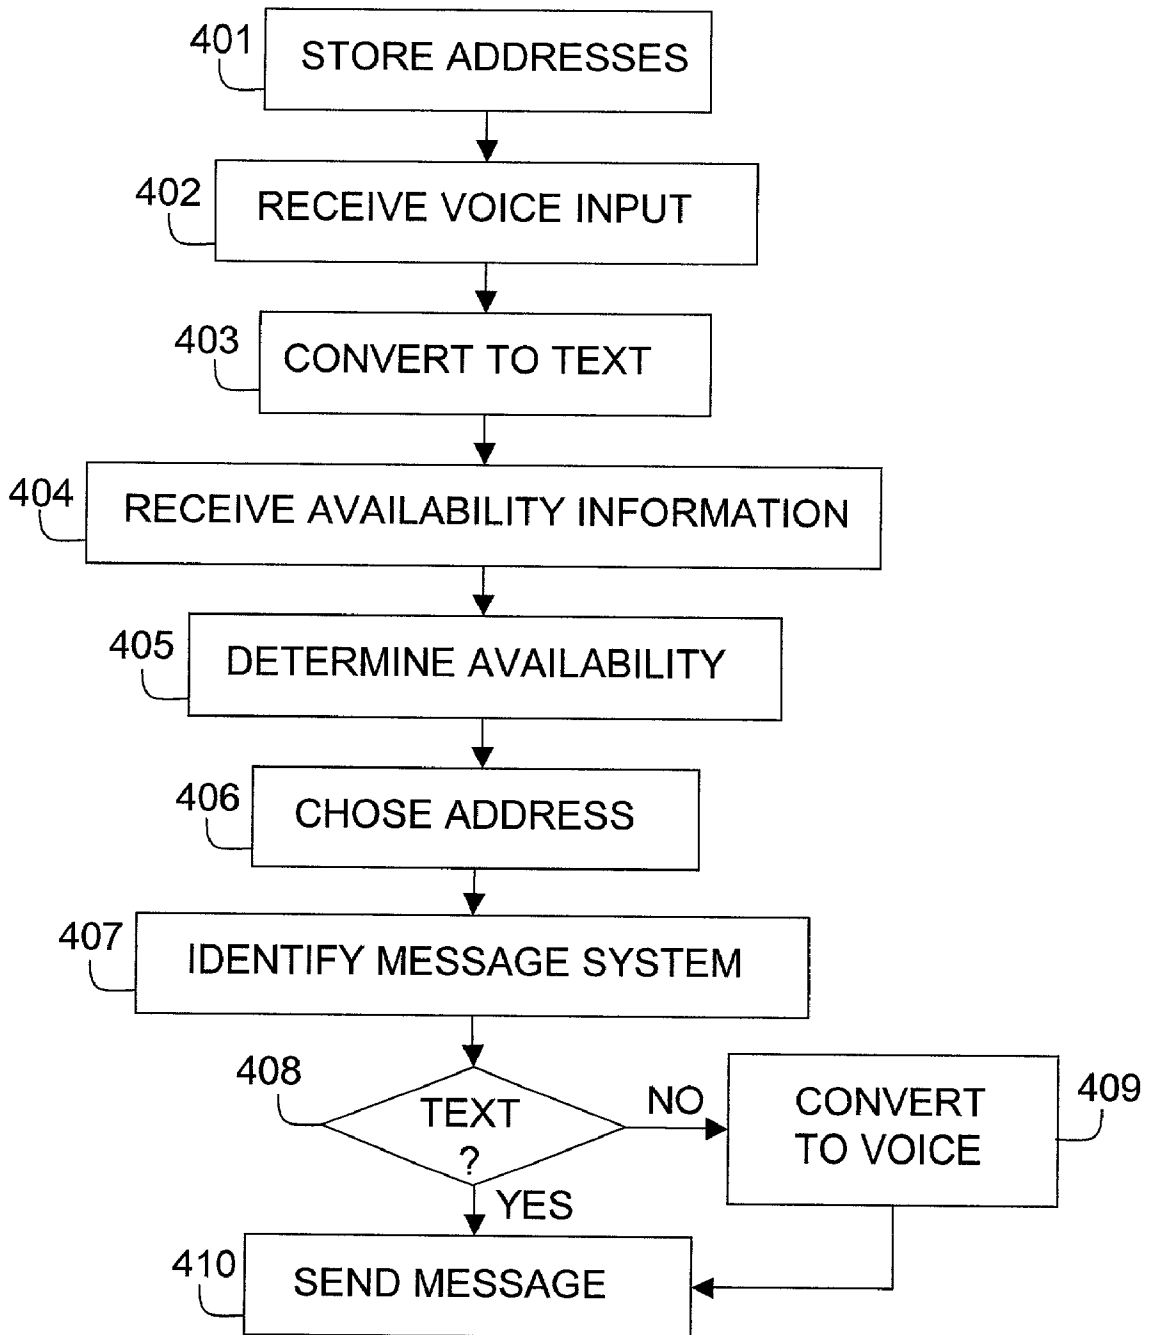 401
STORE ADDRESSES
402
RECEIVE VOICE INPUT
403
CONVERT TO TEXT
404
RECEIVE AVAILABILITY INFORMATION
405
DETERMINE AVAILABILITY
406
CHOSE ADDRESS
407
IDENTIFY MESSAGE SYSTEM
408
TEXT
?
NO
CONVERT
TO VOICE
409
YES
410
SEND MESSAGE